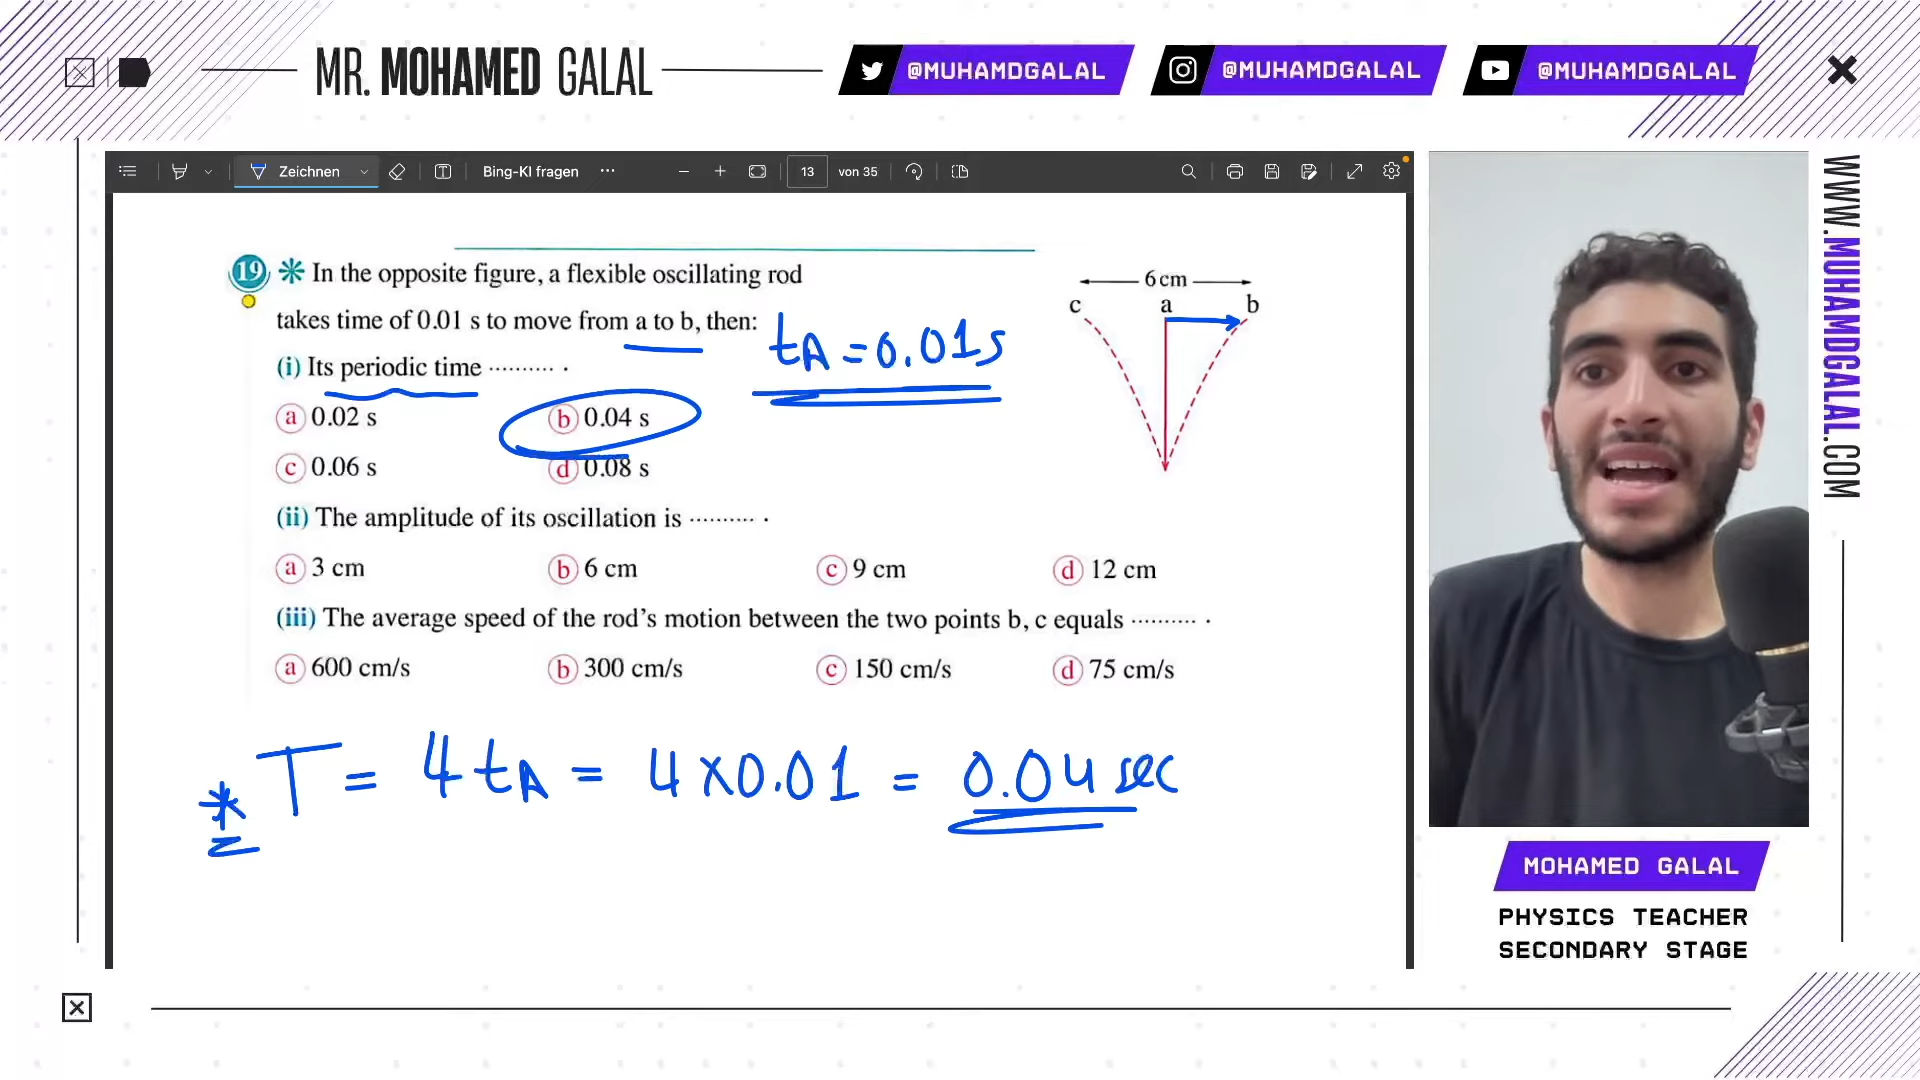 MR. MOHAMED GALAL
@MUHAMDGALAL
@MUHAMDGALAL
@MUHAMDGALAL
Zeichnen
Bing-KI fragen
13 von 35
19 * In the opposite figure, a flexible oscillating rod
takes time of 0.01 s to move from a to b, then:
tA = 0.01 s
(i) Its periodic time .......... .
a 0.02 s b 0.04 s
c 0.06 s d 0.08 s
(ii) The amplitude of its oscillation is .......... .
a 3 cm b 6 cm c 9 cm d 12 cm
(iii) The average speed of the rod's motion between the two points b, c equals .......... .
a 600 cm/s b 300 cm/s c 150 cm/s d 75 cm/s
6 cm
c a b
* T = 4 tA = 4 × 0.01 = 0.04 sec
WWW.MUHAMDGALAL.COM
MOHAMED GALAL
PHYSICS TEACHER
SECONDARY STAGE